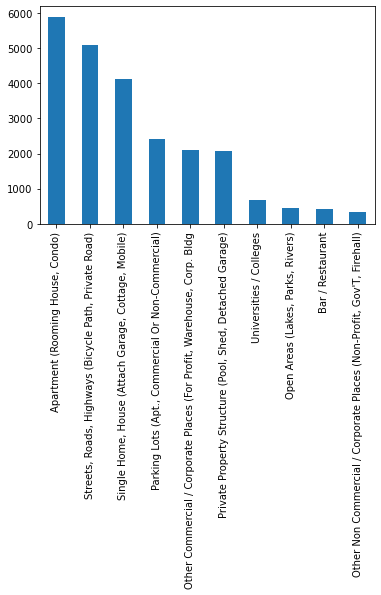 6000
5000
4000
3000
2000
1000
0
Apartment (Rooming House, Condo)
Streets, Roads, Highways (Bicycle Path, Private Road)
Single Home, House (Attach Garage, Cottage, Mobile)
Parking Lots (Apt., Commercial Or Non-Commercial)
Other Commercial / Corporate Places (For Profit, Warehouse, Corp. Bldg
Private Property Structure (Pool, Shed, Detached Garage)
Universities / Colleges
Open Areas (Lakes, Parks, Rivers)
Bar / Restaurant
Other Non Commercial / Corporate Places (Non-Profit, Gov'T, Firehall)